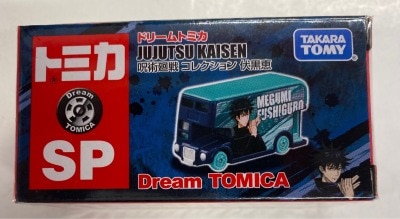 ドリームトミカ
JUJUTSU KAISEN
呪術廻戦 コレクション 伏黒恵
TAKARA
TOMY
トミカ
Dream
TOMICA
SP
MEGUMI
FUSHIGURO
Dream TOMICA